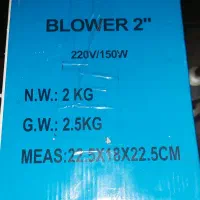 BLOWER 2"
220V/150W
N.W.: 2 KG
G.W.: 2.5KG
MEAS:22.5X18X22.5CM